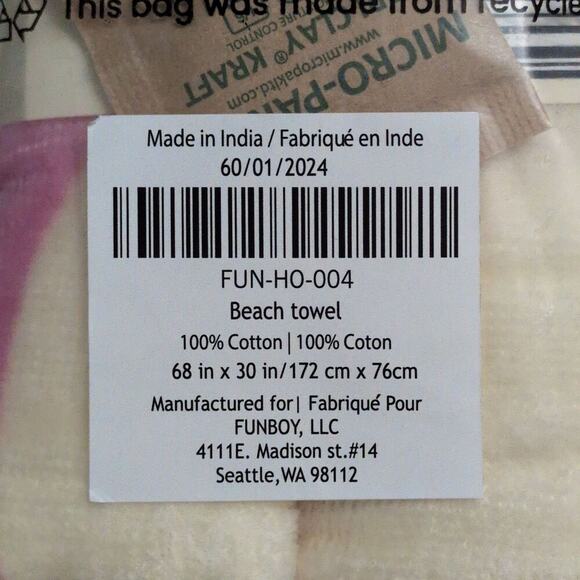 This bag was made from recycle
MICRO-PAK
CLAY® KRAFT
www.micropakltd.com
Made in India / Fabriqué en Inde
60/01/2024
FUN-HO-004
Beach towel
100% Cotton | 100% Coton
68 in x 30 in/172 cm x 76cm
Manufactured for| Fabriqué Pour
FUNBOY, LLC
4111E. Madison st.#14
Seattle,WA 98112